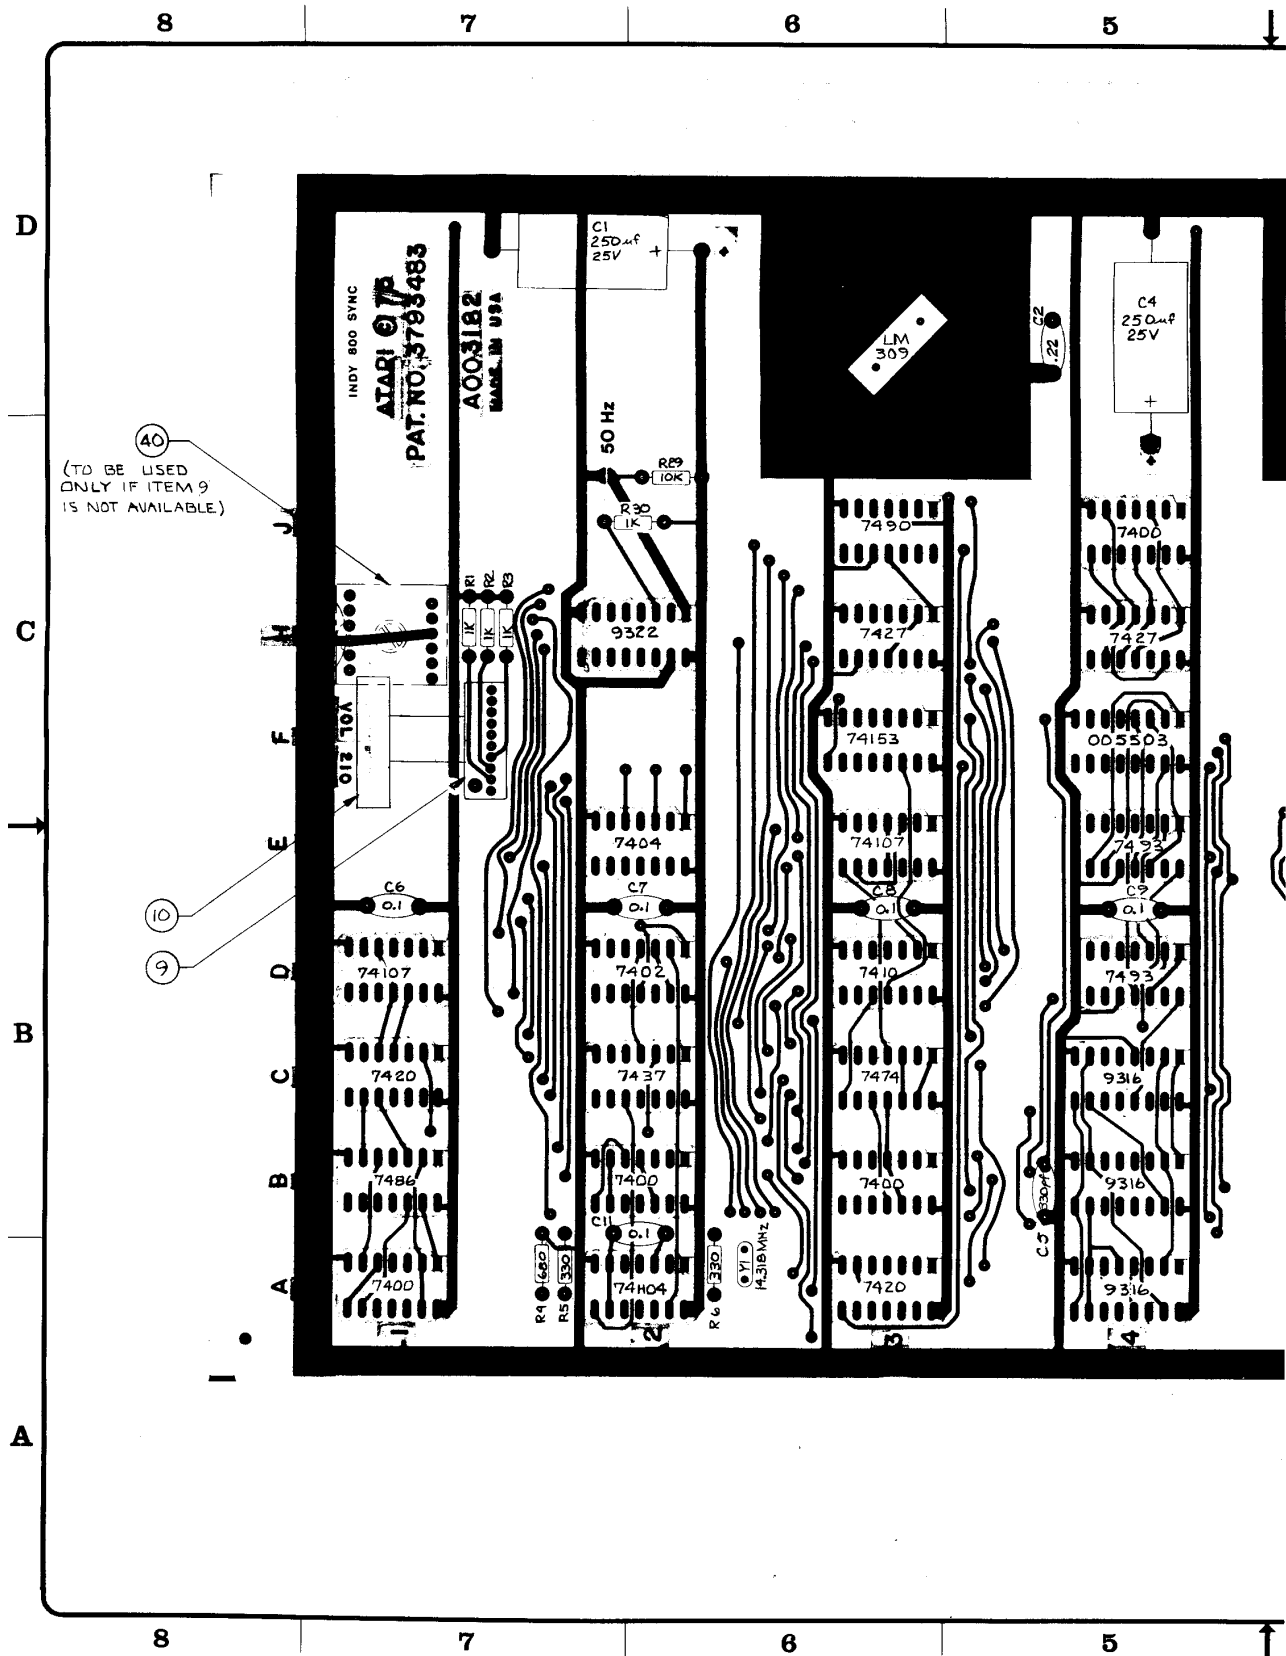 8 7 6 5
D
C1
250uf
25V
+
+
INDY 800 SYNC
ATARI © 75
PAT. NO. 3793483
A003182
MADE IN USA
LM
309
C2
.22
C4
250uf
25V
+
+
50 Hz
40
(TO BE USED
ONLY IF ITEM 9
IS NOT AVAILABLE)
R29
10K
R30
1K
J
7490
7400
C
H
R1
R2
R3
1K
1K
1K
9322
7427
7427
F
74153
005503
E
7404
74107
7493
10
C6
0.1
C7
0.1
C8
0.1
C9
0.1
9
D
74107
7402
7410
7493
B
C
7420
7437
7474
9316
B
7486
7400
7400
9316
C5
330pf
C11
0.1
R4
680
R5
330
R6
330
Y1
14.318MHz
A
7400
74H04
7420
9316
1
2
3
4
A
8 7 6 5